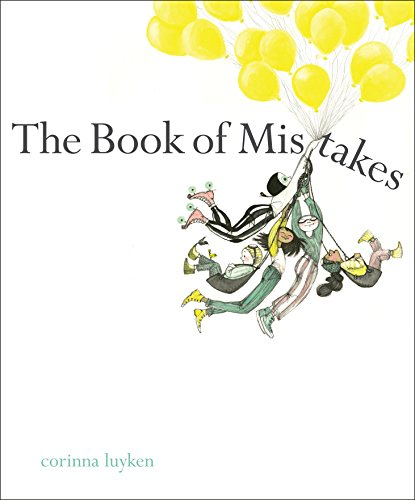 The Book of Mistakes
corinna luyken